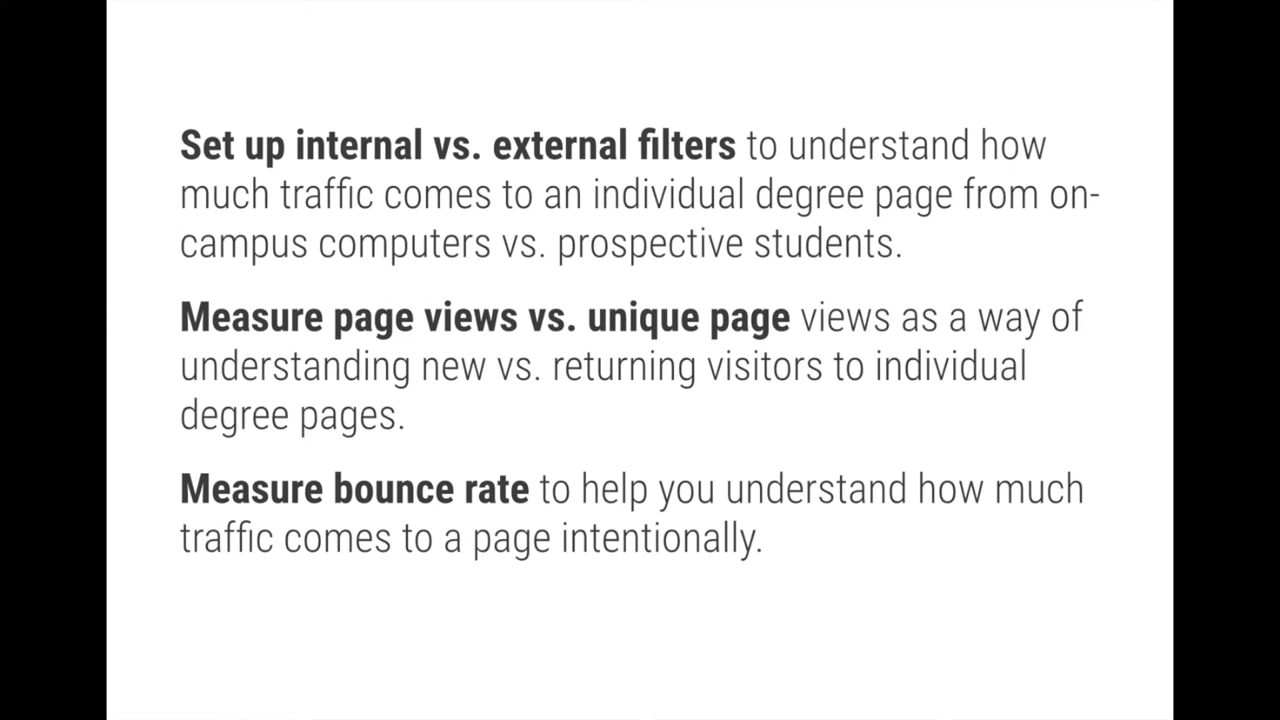 Set up internal vs. external filters to understand how
much traffic comes to an individual degree page from on-
campus computers vs. prospective students.
Measure page views vs. unique page views as a way of
understanding new vs. returning visitors to individual
degree pages.
Measure bounce rate to help you understand how much
traffic comes to a page intentionally.